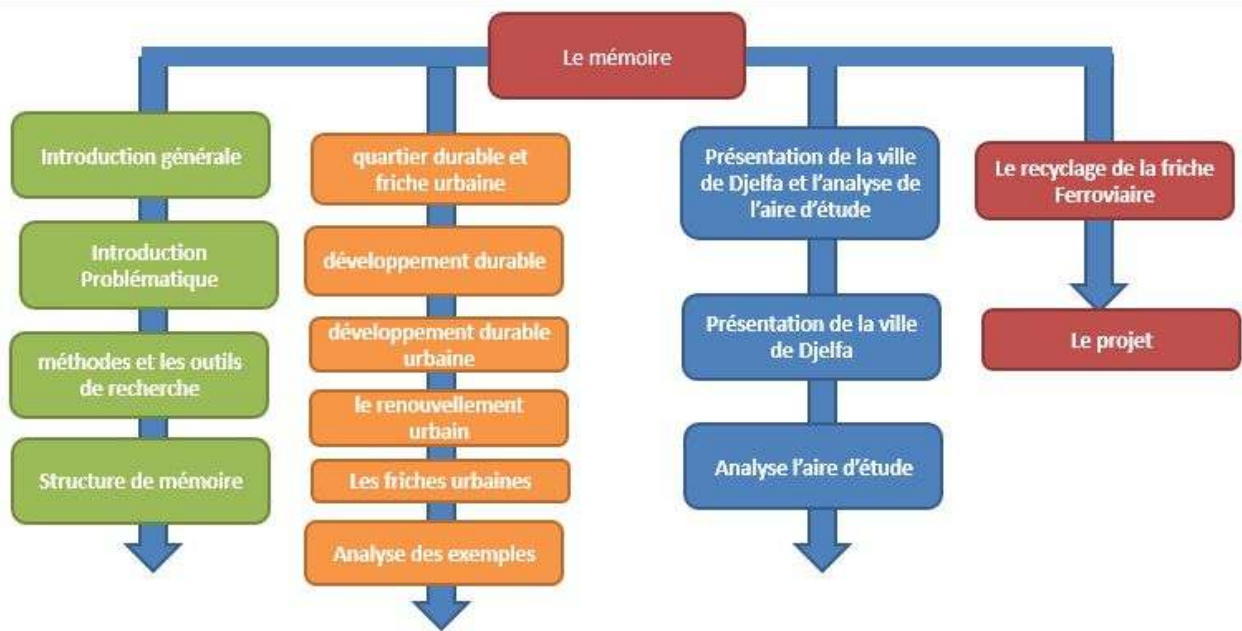 Le mémoire
Introduction générale
Introduction
Problématique
méthodes et les outils
de recherche
Structure de mémoire
quartier durable et
friche urbaine
développement durable
développement durable
urbaine
le renouvellement
urbain
Les friches urbaines
Analyse des exemples
Présentation de la ville
de Djelfa et l'analyse de
l'aire d'étude
Présentation de la ville
de Djelfa
Analyse l'aire d'étude
Le recyclage de la friche
Ferroviaire
Le projet